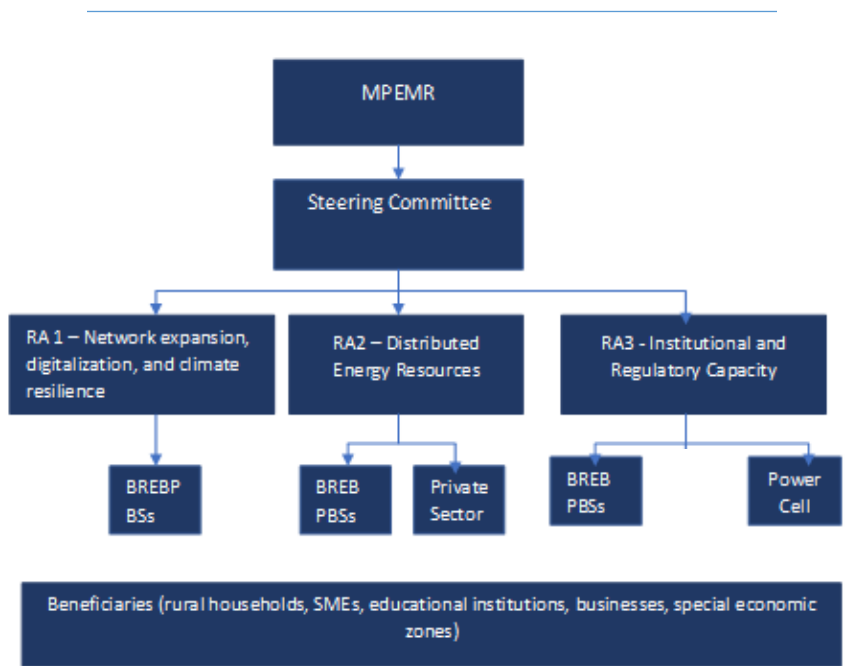 MPEMR
Steering Committee
RA 1 – Network expansion,
digitalization, and climate
resilience
RA2 – Distributed
Energy Resources
RA3 - Institutional and
Regulatory Capacity
BREBP
BSs
BREB
PBSs
Private
Sector
BREB
PBSs
Power
Cell
Beneficiaries (rural households, SMEs, educational institutions, businesses, special economic
zones)